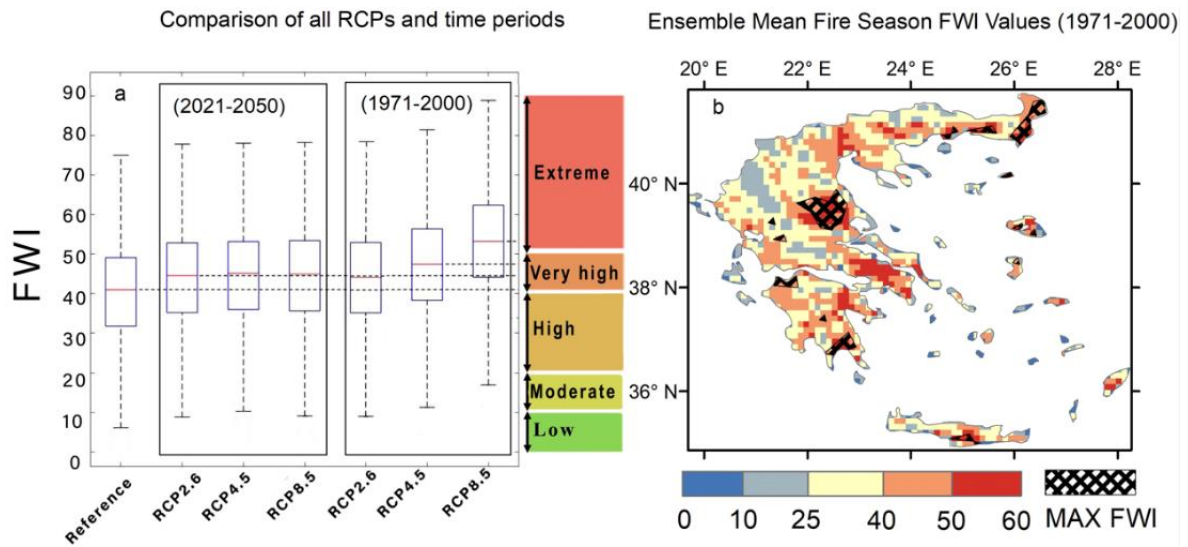 Comparison of all RCPs and time periods
a
(2021-2050)
(1971-2000)
FWI
90
80
70
60
50
40
30
20
10
0
Reference
RCP2.6
RCP4.5
RCP8.5
RCP2.6
RCP4.5
RCP8.5
Extreme
Very high
High
Moderate
Low
Ensemble Mean Fire Season FWI Values (1971-2000)
20° E 22° E 24° E 26° E 28° E
b
40° N
38° N
36° N
0 10 25 40 50 60 MAX FWI